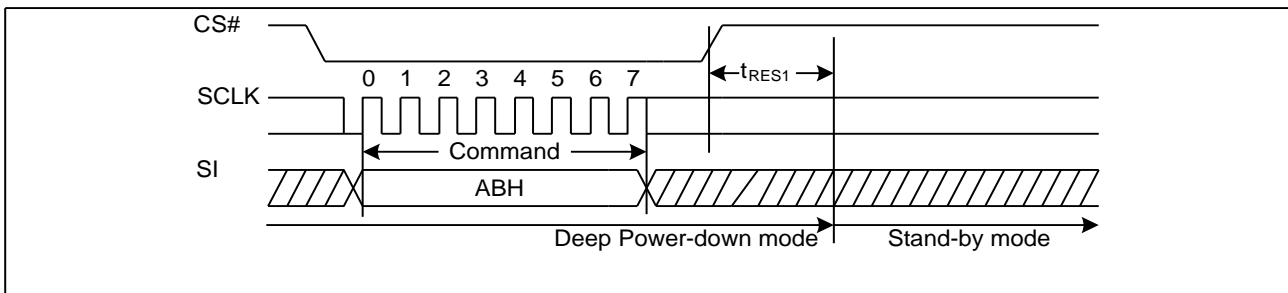 CS#
tRES1
0 1 2 3 4 5 6 7
SCLK
Command
SI
ABH
Deep Power-down mode Stand-by mode